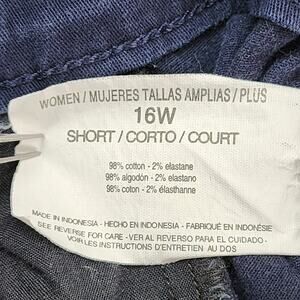 WOMEN / MUJERES TALLAS AMPLIAS / PLUS
16W
SHORT / CORTO / COURT
98% cotton - 2% elastane
98% algodón - 2% elastano
98% coton - 2% élasthanne
MADE IN INDONESIA - HECHO EN INDONESIA - FABRIQUÉ EN INDONÉSIE
SEE REVERSE FOR CARE - VER AL REVERSO PARA EL CUIDADO -
VOIR LES INSTRUCTIONS D'ENTRETIEN AU DOS